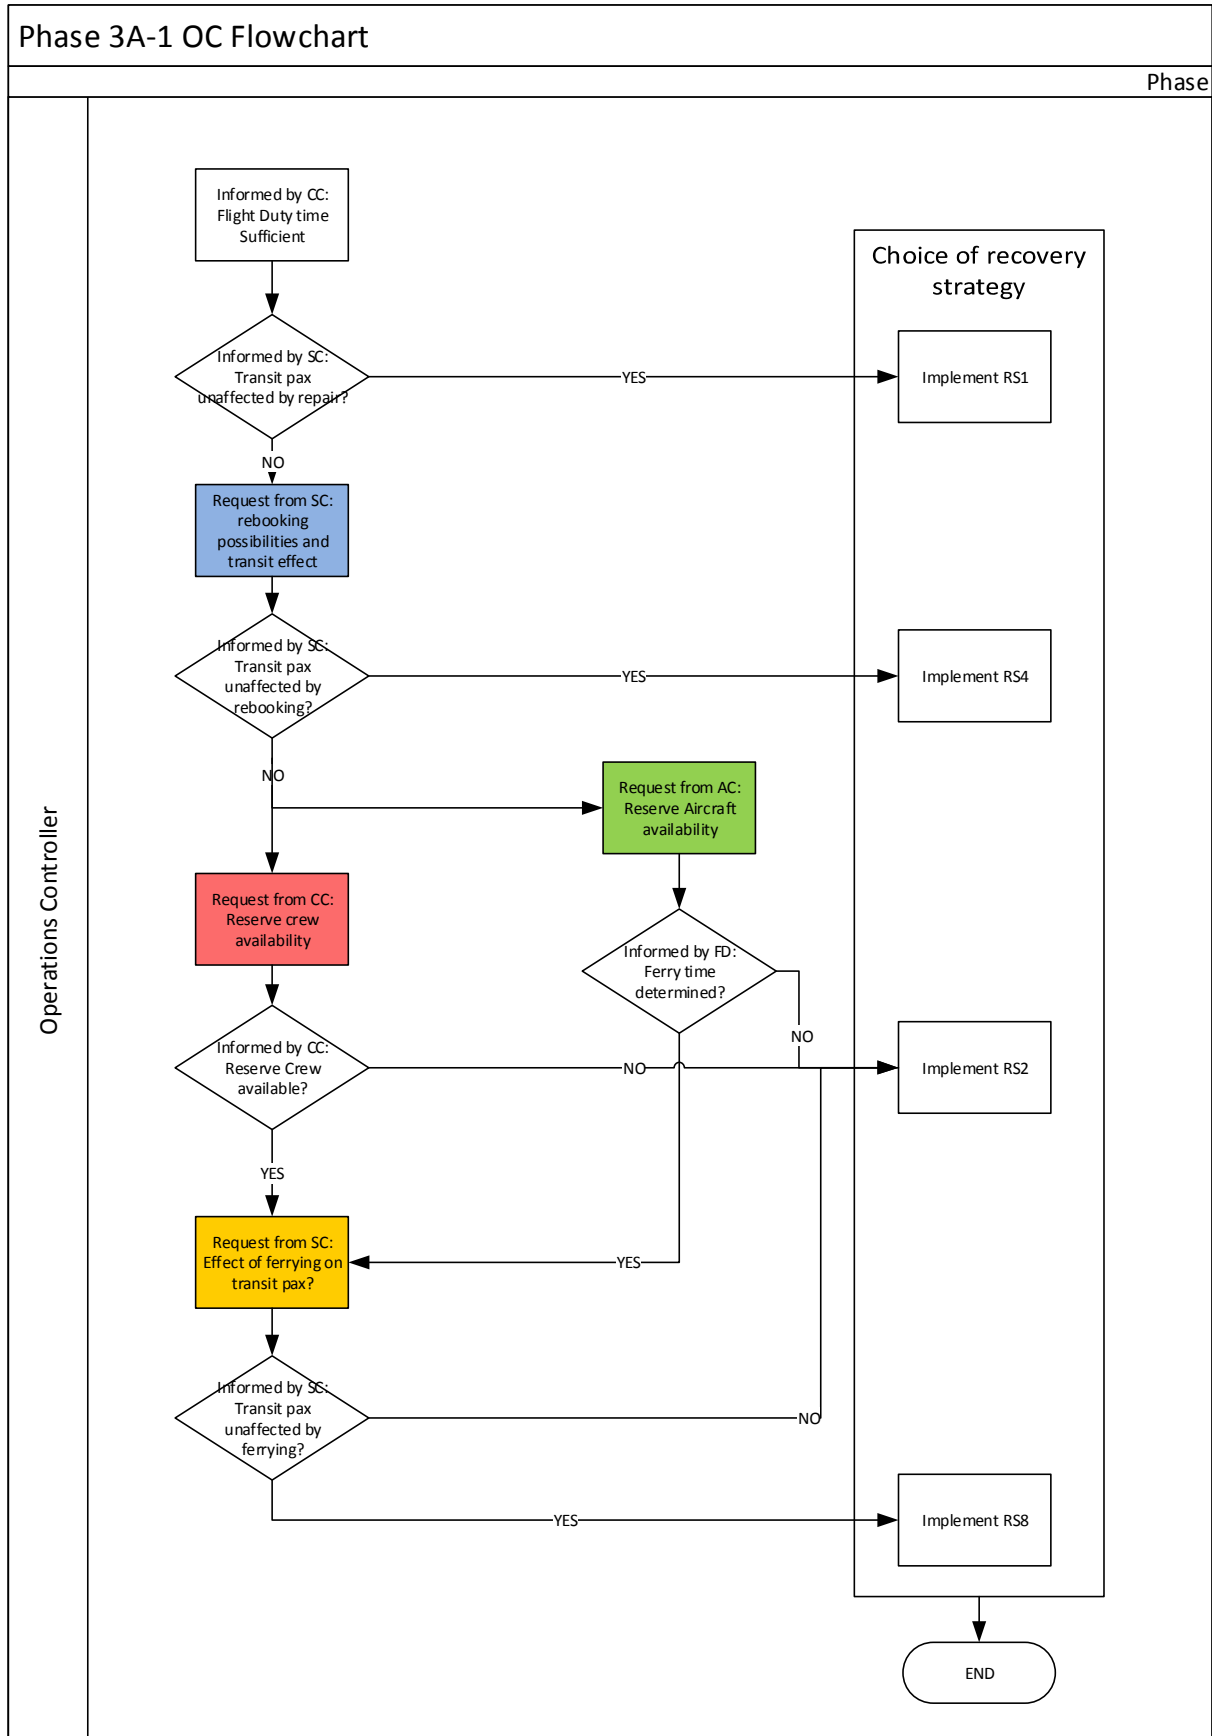 Phase 3A-1 OC Flowchart
Phase
Operations Controller
Informed by CC:
Flight Duty time
Sufficient
Choice of recovery
strategy
Informed by SC:
Transit pax
unaffected by repair?
YES
Implement RS1
NO
Request from SC:
rebooking
possibilities and
transit effect
Informed by SC:
Transit pax
unaffected by
rebooking?
YES
Implement RS4
NO
Request from AC:
Reserve Aircraft
availability
Request from CC:
Reserve crew
availability
Informed by FD:
Ferry time
determined?
NO
Informed by CC:
Reserve Crew
available?
NO
Implement RS2
YES
Request from SC:
Effect of ferrying on
transit pax?
YES
Informed by SC:
Transit pax
unaffected by
ferrying?
NO
YES
Implement RS8
END